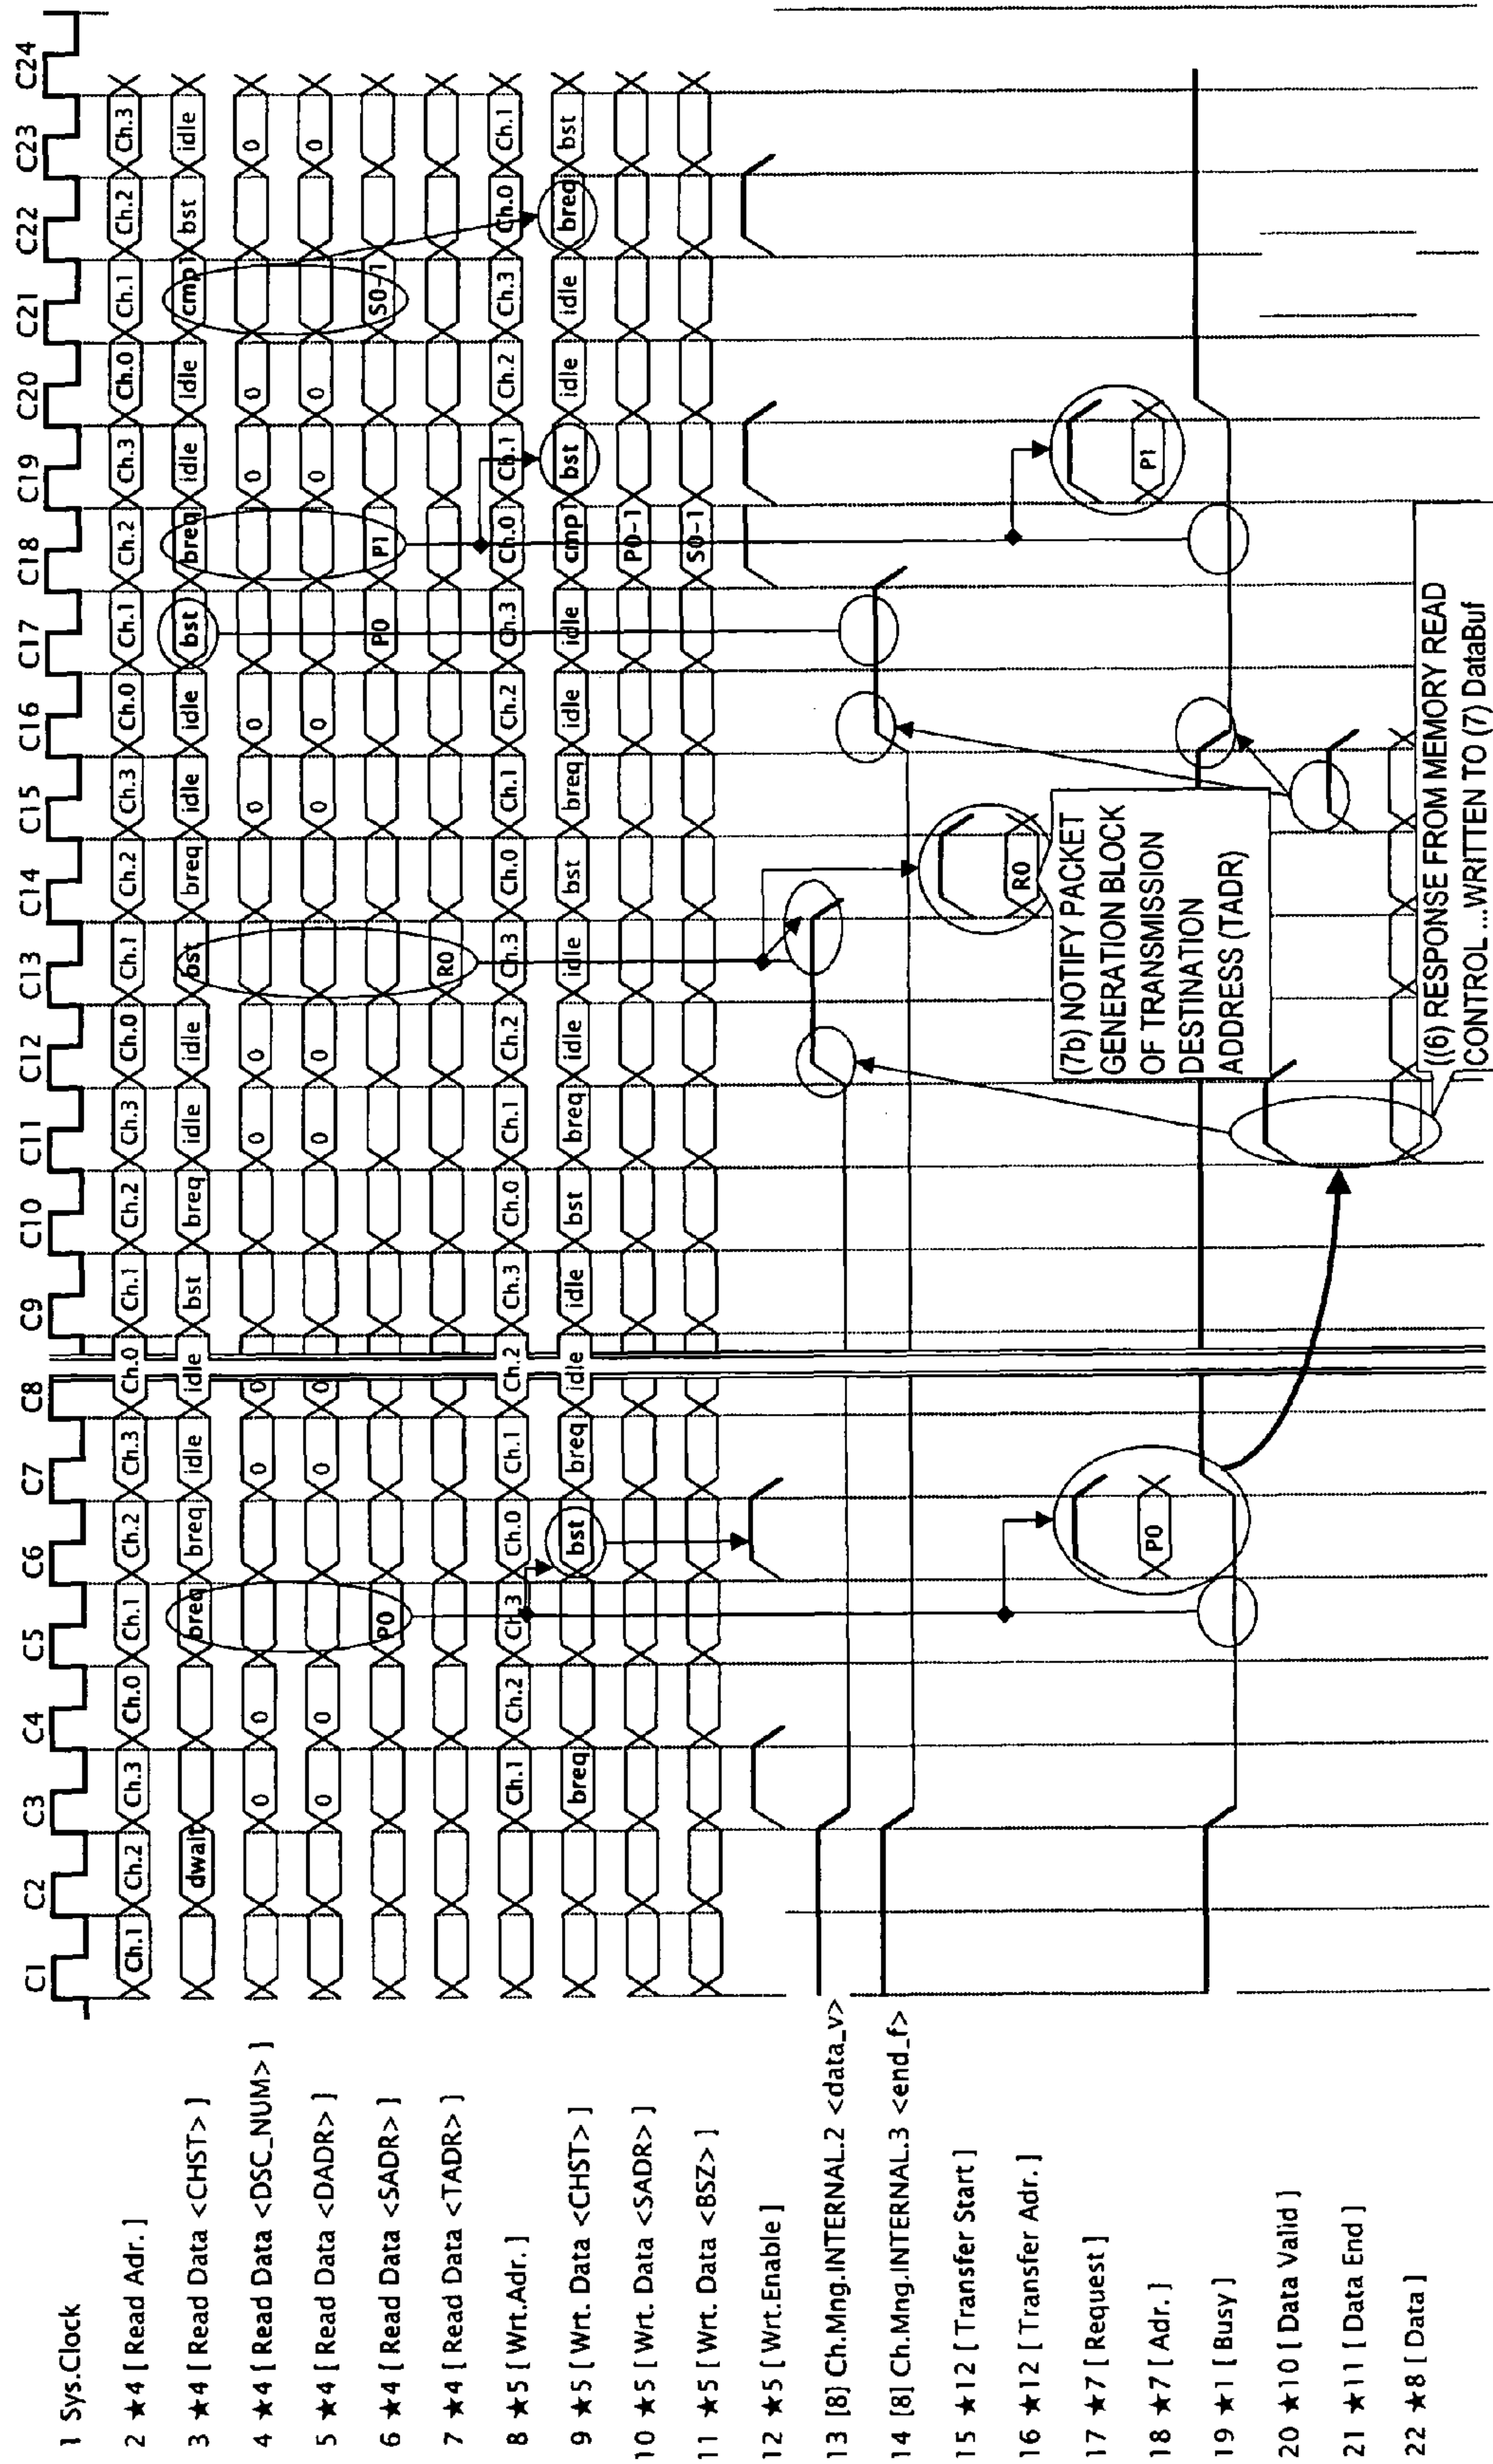 C1 C2 C3 C4 C5 C6 C7 C8 C9 C10 C11 C12 C13 C14 C15 C16 C17 C18 C19 C20 C21 C22 C23 C24
1 Sys.Clock
2 ★4 [ Read Adr. ] Ch.1 Ch.2 Ch.3 Ch.0 Ch.1 Ch.2 Ch.3 Ch.0 Ch.1 Ch.2 Ch.3 Ch.0 Ch.1 Ch.2 Ch.3 Ch.0 Ch.1 Ch.2 Ch.3 Ch.0 Ch.1 Ch.2 Ch.3
3 ★4 [ Read Data <CHST> ] dwait breq breq idle idle bst breq idle idle bst breq idle idle bst breq idle idle cmp1 bst idle
4 ★4 [ Read Data <DSC_NUM> ] 0 0 0 0 0 0 0 0 0 0 0
5 ★4 [ Read Data <DADR> ] 0 0 0 0 0 0 0 0 0 0 0
6 ★4 [ Read Data <SADR> ] P0 P0 P1 S0-1
7 ★4 [ Read Data <TADR> ] R0
8 ★5 [ Wrt.Adr. ] Ch.1 Ch.2 Ch.3 Ch.0 Ch.1 Ch.2 Ch.3 Ch.0 Ch.1 Ch.2 Ch.3 Ch.0 Ch.1 Ch.2 Ch.3 Ch.0 Ch.1 Ch.2 Ch.3 Ch.0 Ch.1
9 ★5 [ Wrt. Data <CHST> ] breq bst breq idle idle bst breq idle idle bst breq idle idle cmp1 bst idle idle breq bst
10 ★5 [ Wrt. Data <SADR> ] P0-1
11 ★5 [ Wrt. Data <BSZ> ] S0-1
12 ★5 [ Wrt.Enable ]
13 [8] Ch.Mng.INTERNAL.2 <data_v>
14 [8] Ch.Mng.INTERNAL.3 <end_f>
15 ★12 [ Transfer Start ]
16 ★12 [ Transfer Adr. ] R0
17 ★7 [ Request ]
18 ★7 [ Adr. ] P0 P1
19 ★1 [ Busy ]
20 ★10 [ Data Valid ]
21 ★11 [ Data End ]
22 ★8 [ Data ]
(7b) NOTIFY PACKET
GENERATION BLOCK
OF TRANSMISSION
DESTINATION
ADDRESS (TADR)
((6) RESPONSE FROM MEMORY READ
CONTROL ...WRITTEN TO (7) DataBuf